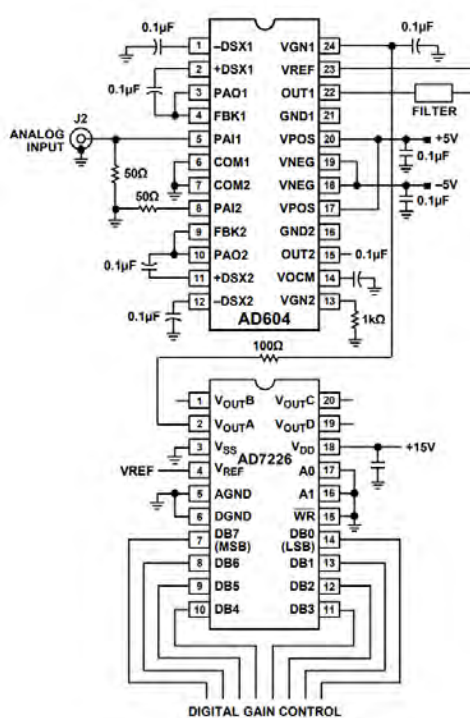 0.1µF
1 –DSX1
VGN1 24
0.1µF
2 +DSX1
VREF 23
0.1µF
3 PAO1
OUT1 22
FILTER
4 FBK1
GND1 21
J2
ANALOG
INPUT
5 PAI1
VPOS 20
+5V
6 COM1
VNEG 19
0.1µF
50Ω
7 COM2
VNEG 18
–5V
50Ω
8 PAI2
VPOS 17
0.1µF
9 FBK2
GND2 16
10 PAO2
OUT2 15
0.1µF
0.1µF
11 +DSX2
VOCM 14
0.1µF
12 –DSX2
VGN2 13
1kΩ
AD604
100Ω
1 VOUTB
VOUTC 20
2 VOUTA
VOUTD 19
3 VSS
VDD 18
+15V
AD7226
VREF
4 VREF
A0 17
5 AGND
A1 16
6 DGND
WR 15
7 DB7
(MSB)
DB0 14
(LSB)
8 DB6
DB1 13
9 DB5
DB2 12
10 DB4
DB3 11
DIGITAL GAIN CONTROL